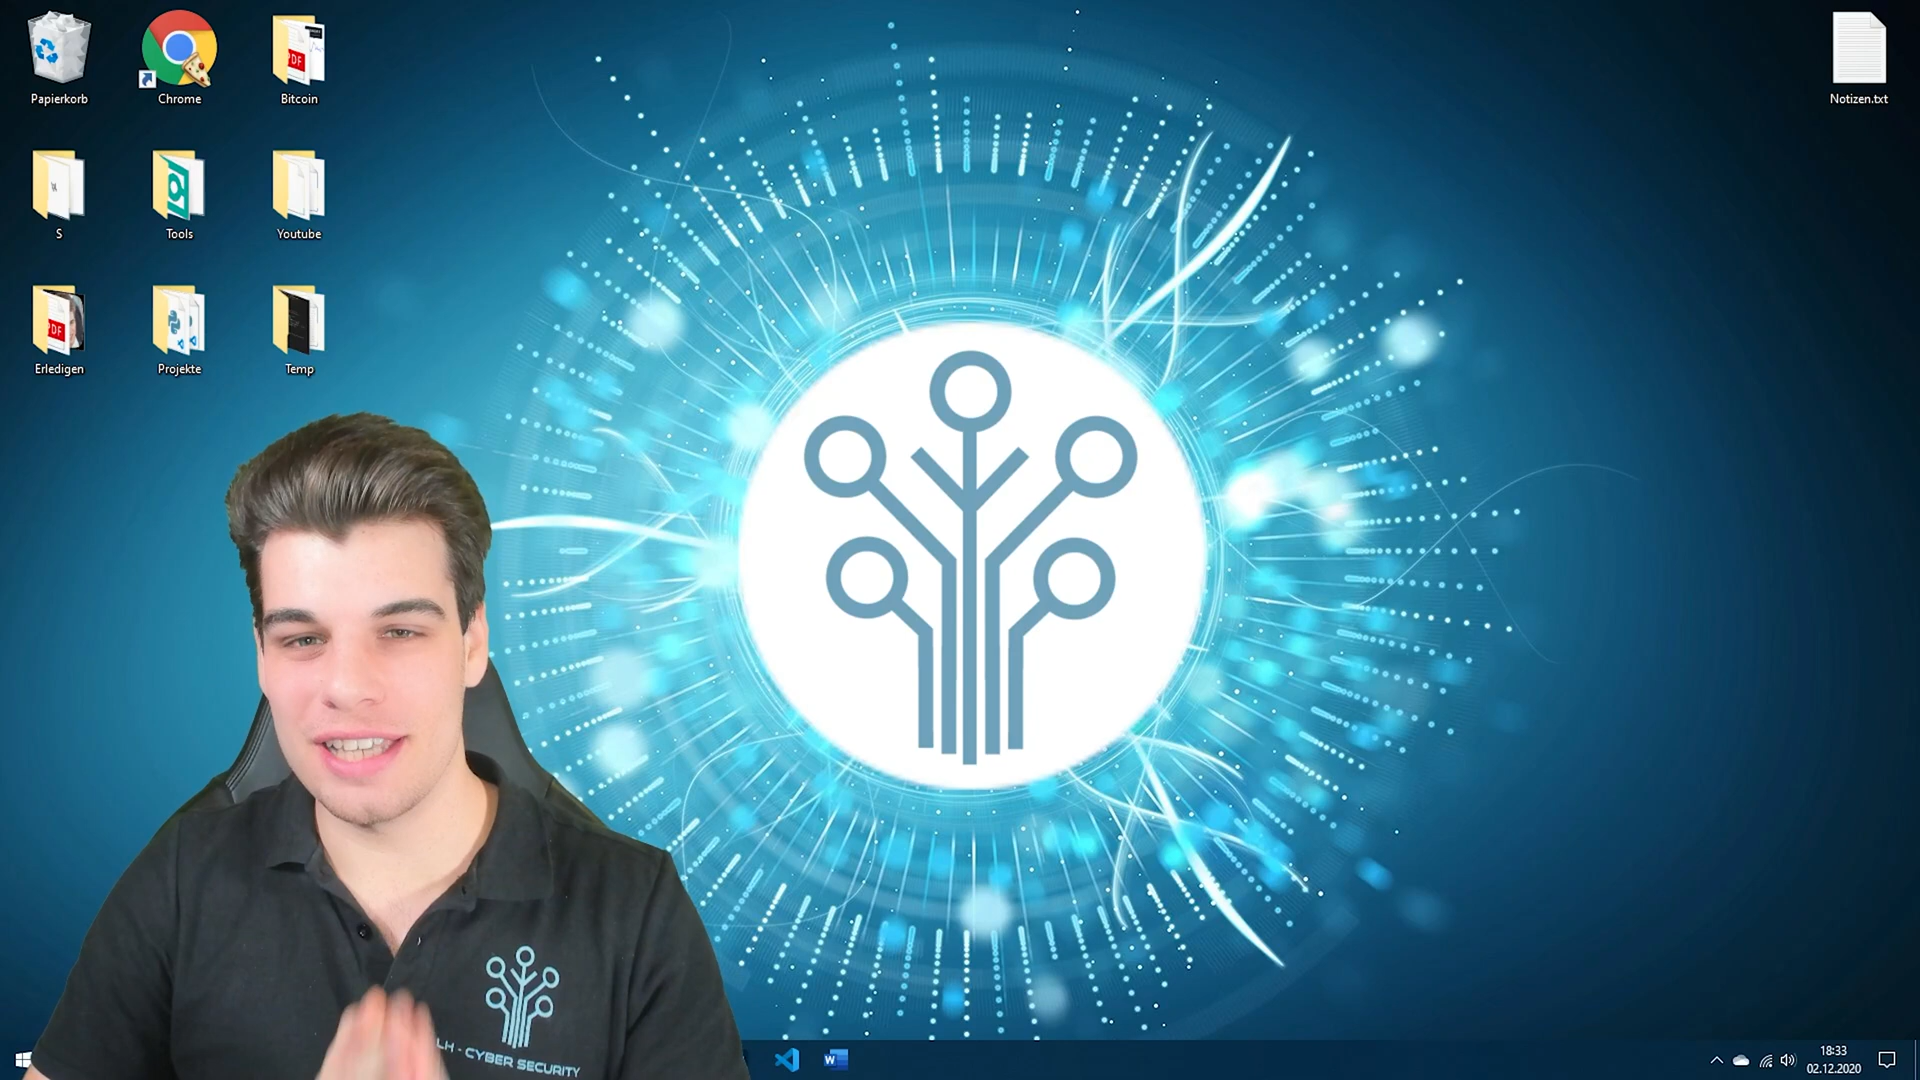 Papierkorb
Chrome
Bitcoin
Notizen.txt
S
Tools
Youtube
Erledigen
Projekte
Temp
PDF
PDF
LH - CYBER SECURITY
W
18:33
02.12.2020